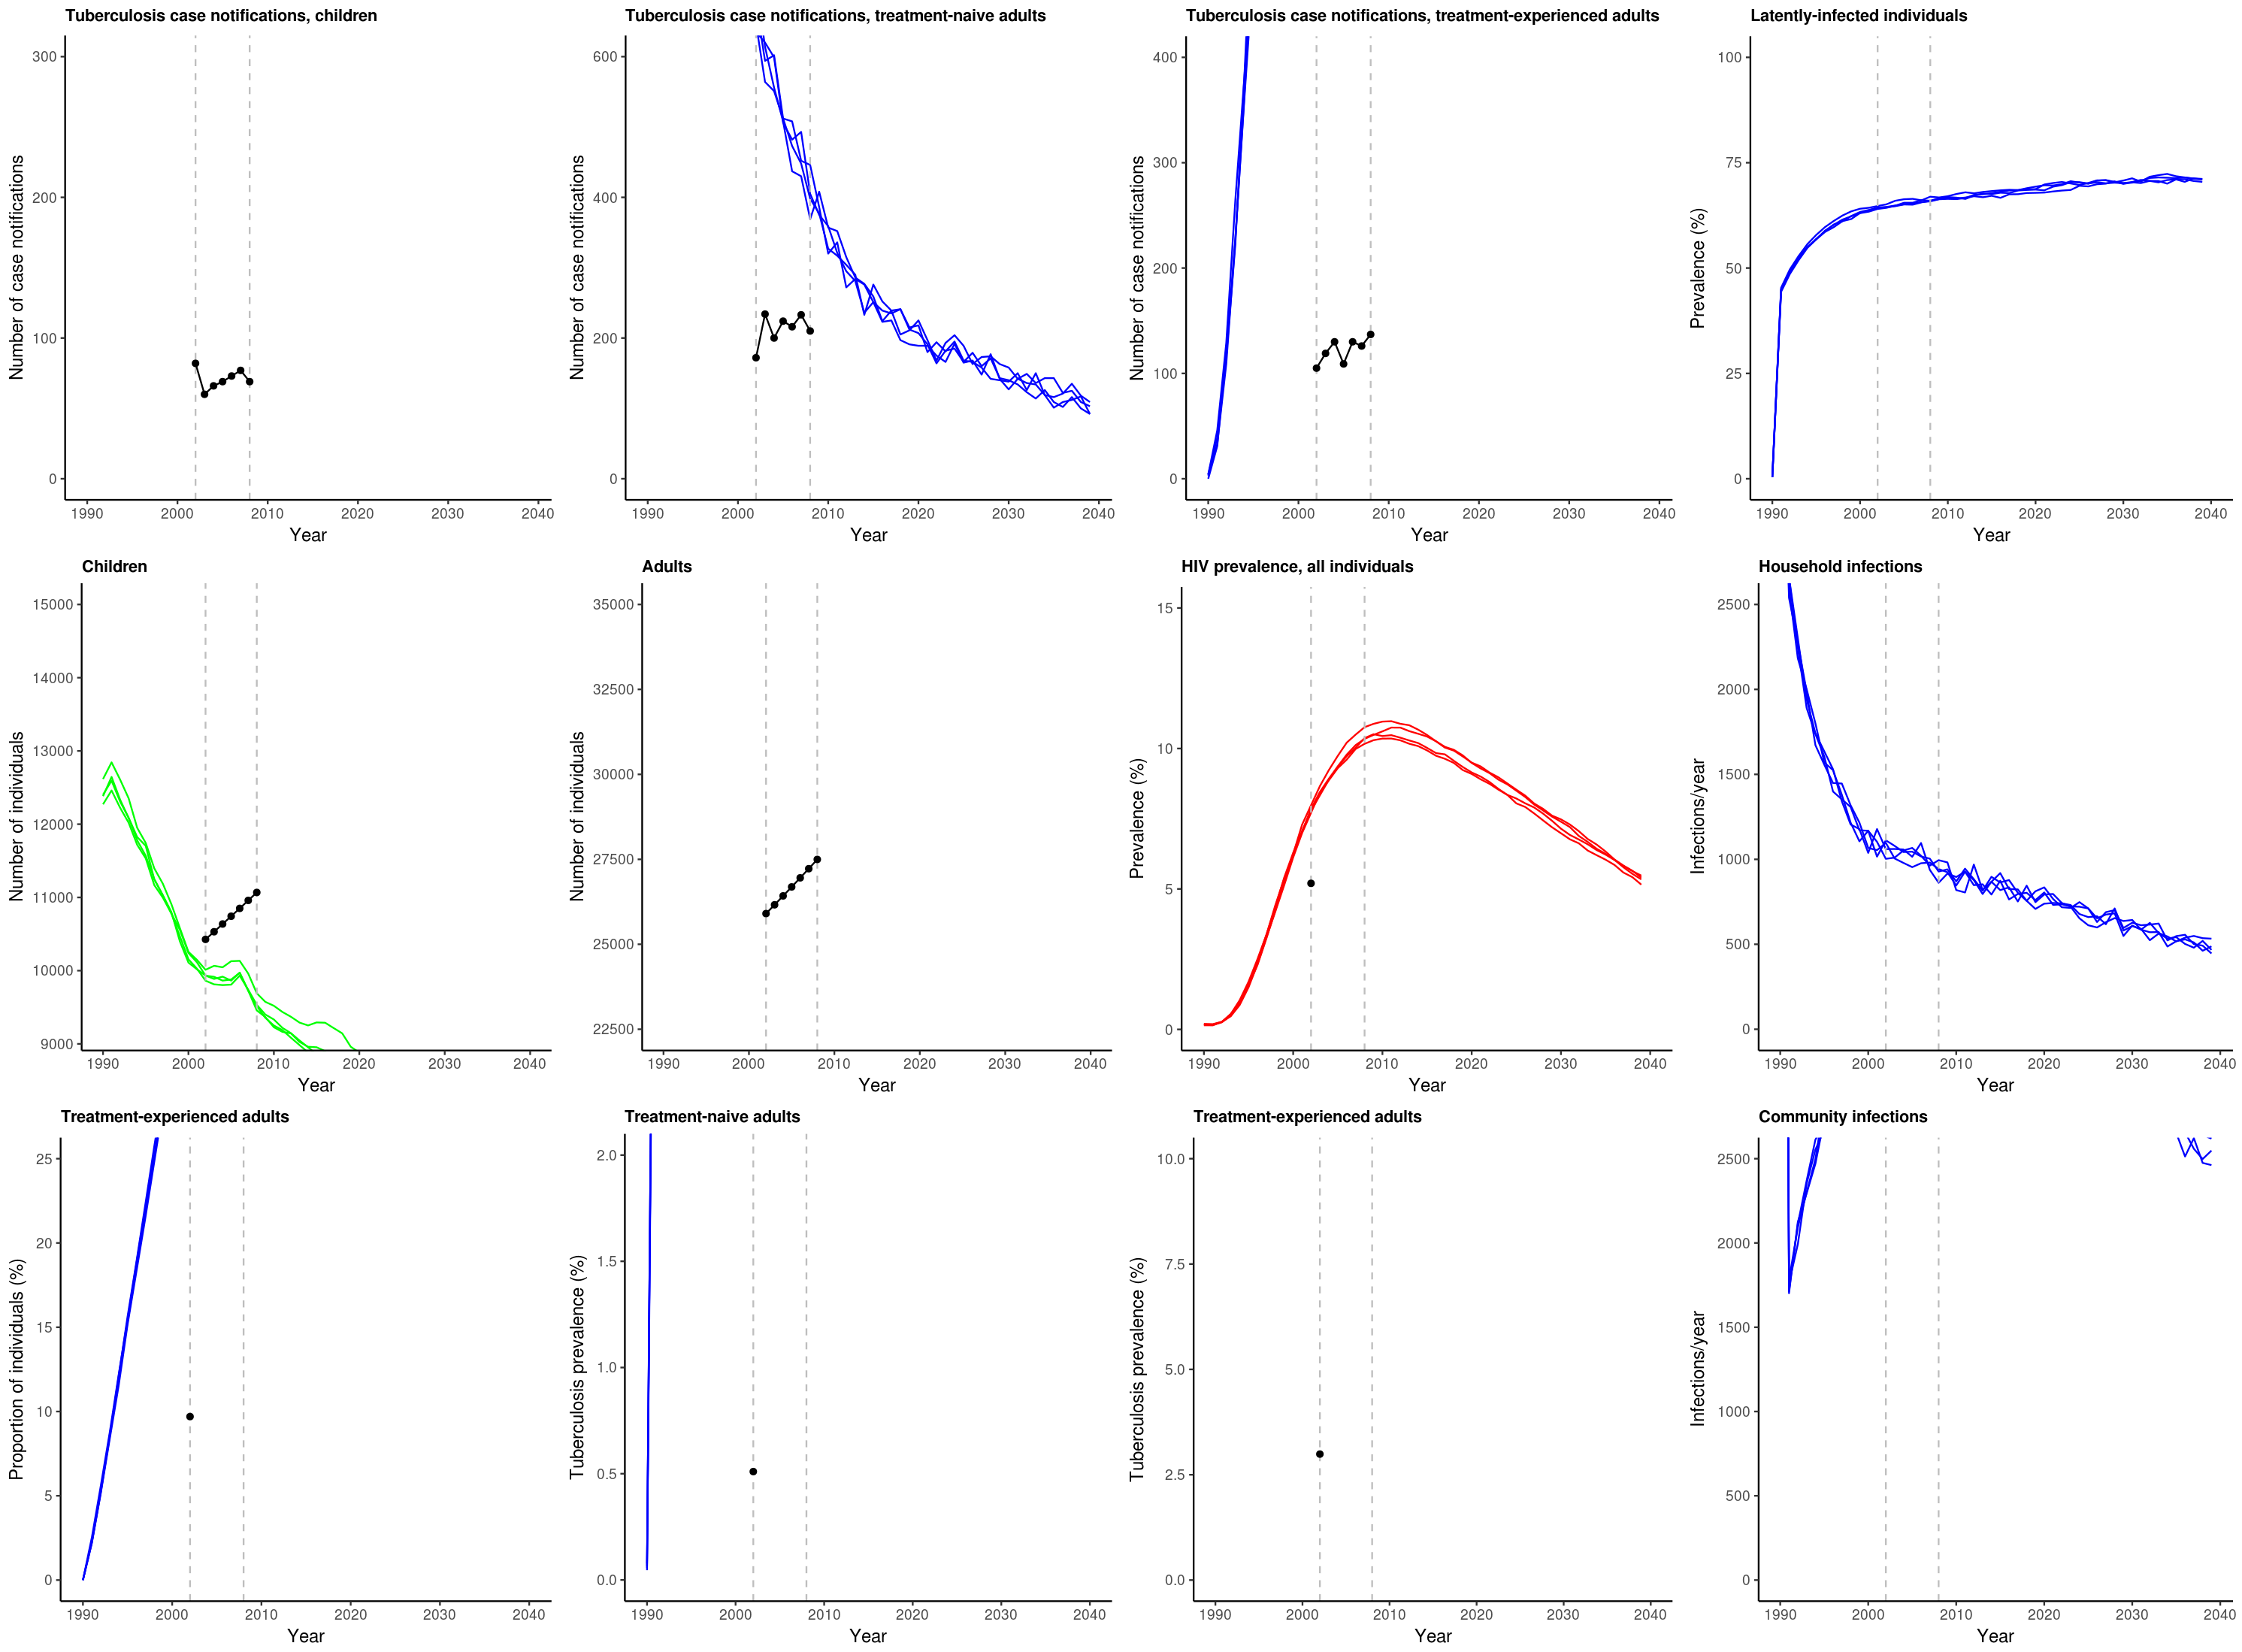 Tuberculosis case notifications, children
Number of case notifications
300
200
100
0
1990 2000 2010 2020 2030 2040
Year
Tuberculosis case notifications, treatment-naive adults
Number of case notifications
600
400
200
0
1990 2000 2010 2020 2030 2040
Year
Tuberculosis case notifications, treatment-experienced adults
Number of case notifications
400
300
200
100
0
1990 2000 2010 2020 2030 2040
Year
Latently-infected individuals
Prevalence (%)
100
75
50
25
0
1990 2000 2010 2020 2030 2040
Year
Children
Number of individuals
15000
14000
13000
12000
11000
10000
9000
1990 2000 2010 2020 2030 2040
Year
Adults
Number of individuals
35000
32500
30000
27500
25000
22500
1990 2000 2010 2020 2030 2040
Year
HIV prevalence, all individuals
Prevalence (%)
15
10
5
0
1990 2000 2010 2020 2030 2040
Year
Household infections
Infections/year
2500
2000
1500
1000
500
0
1990 2000 2010 2020 2030 2040
Year
Treatment-experienced adults
Proportion of individuals (%)
25
20
15
10
5
0
1990 2000 2010 2020 2030 2040
Year
Treatment-naive adults
Tuberculosis prevalence (%)
2.0
1.5
1.0
0.5
0.0
1990 2000 2010 2020 2030 2040
Year
Treatment-experienced adults
Tuberculosis prevalence (%)
10.0
7.5
5.0
2.5
0.0
1990 2000 2010 2020 2030 2040
Year
Community infections
Infections/year
2500
2000
1500
1000
500
0
1990 2000 2010 2020 2030 2040
Year